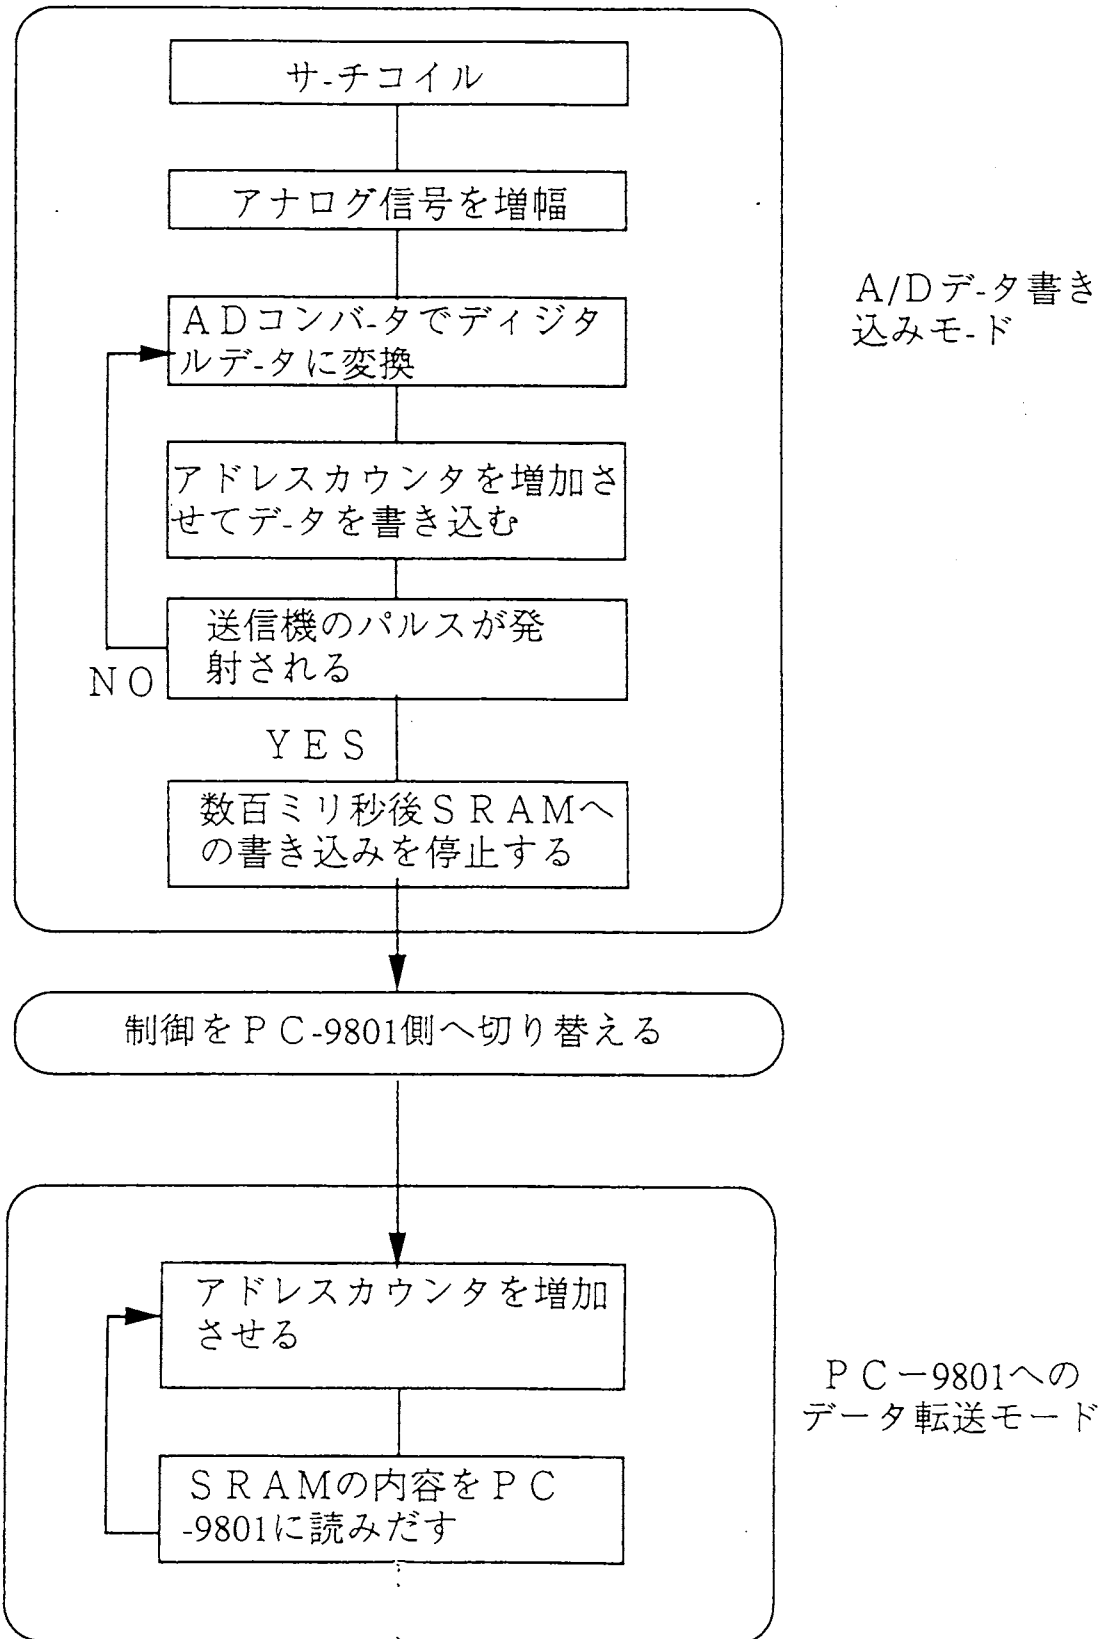 サ-チコイル
アナログ信号を増幅
ＡＤコンバ-タでディジタ
ルデ-タに変換
A/Dデ-タ書き
込みモ-ド
アドレスカウンタを増加さ
せてデ-タを書き込む
送信機のパルスが発
射される
ＮＯ
ＹＥＳ
数百ミリ秒後ＳＲＡＭへ
の書き込みを停止する
制御をＰＣ-9801側へ切り替える
アドレスカウンタを増加
させる
ＰＣー9801への
データ転送モード
ＳＲＡＭの内容をＰＣ
-9801に読みだす